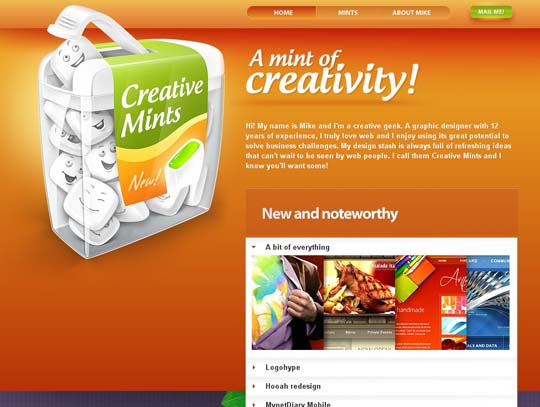 HOME MINTS ABOUT MIKE MAIL ME!
A mint of
creativity!
Creative
Mints
New!
Hi! My name is Mike and I'm a creative geek. A graphic designer with 12
years of experience, I truly love web and I enjoy using its great potential to
solve business challenges. My design stash is always full of refreshing ideas
that can't wait to be seen by web people. I call them Creative Mints and I
know you'll want some!
New and noteworthy
A bit of everything
handmade
COMMUN
ALS AND DATA
Logohype
Hooah redesign
MynetDiary Mobile